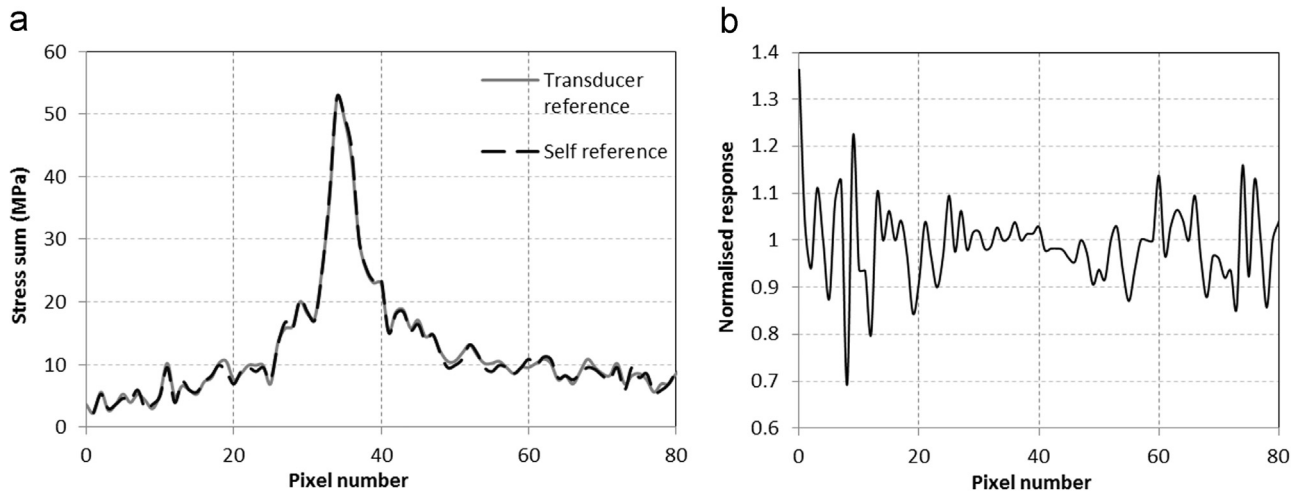 a
60
50
40
30
20
10
0
Stress sum (MPa)
Transducer
reference
Self reference
0 20 40 60 80
Pixel number
b
1.4
1.3
1.2
1.1
1
0.9
0.8
0.7
0.6
Normalised response
0 20 40 60 80
Pixel number